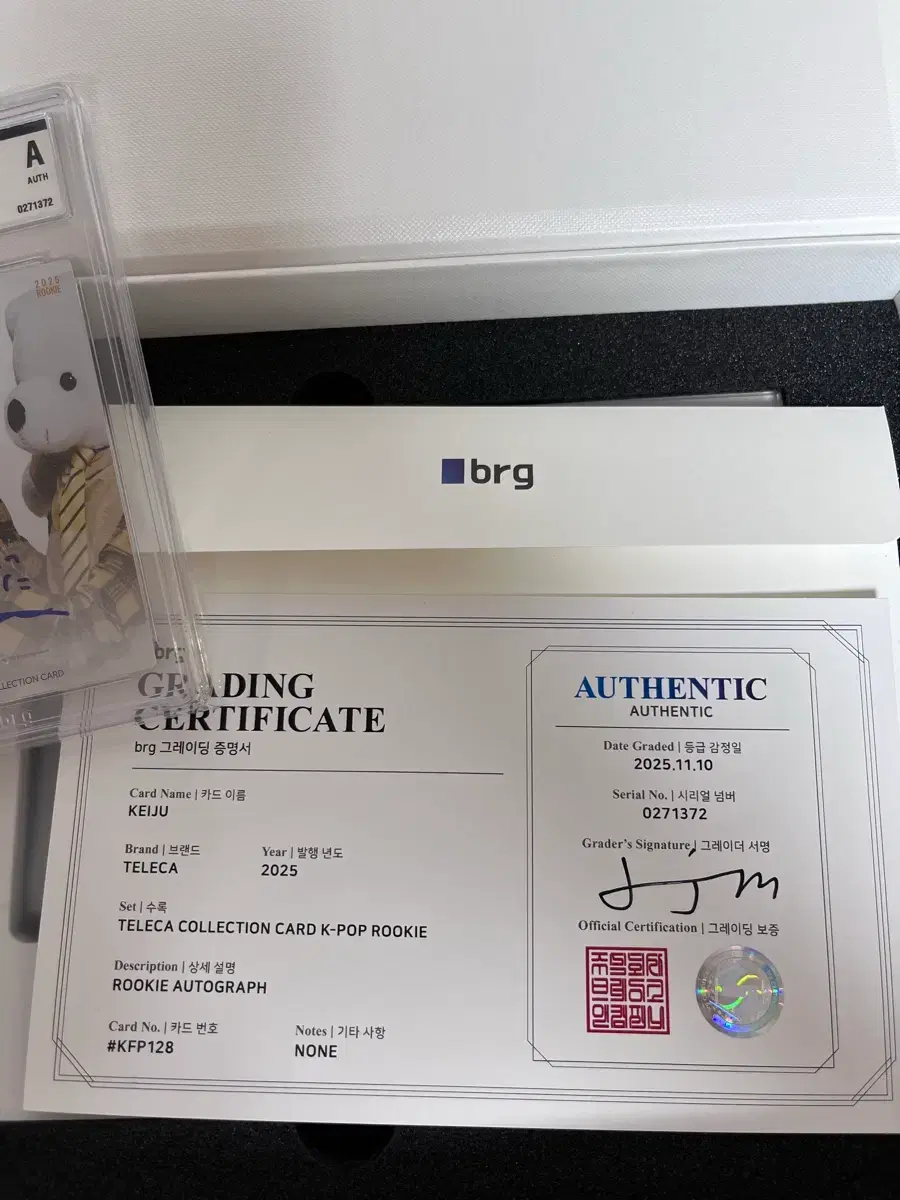 A
AUTH
0271372
2025
ROOKIE
LLECTION CARD
brg
brg
brg
GRADING
CERTIFICATE
brg 그레이딩 증명서
Card Name | 카드 이름
KEIJU
Brand | 브랜드
TELECA
Year | 발행 년도
2025
Set | 수록
TELECA COLLECTION CARD K-POP ROOKIE
Description | 상세 설명
ROOKIE AUTOGRAPH
Card No. | 카드 번호
#KFP128
Notes | 기타 사항
NONE
AUTHENTIC
AUTHENTIC
Date Graded | 등급 감정일
2025.11.10
Serial No. | 시리얼 넘버
0271372
Grader's Signature | 그레이더 서명
Official Certification | 그레이딩 보증